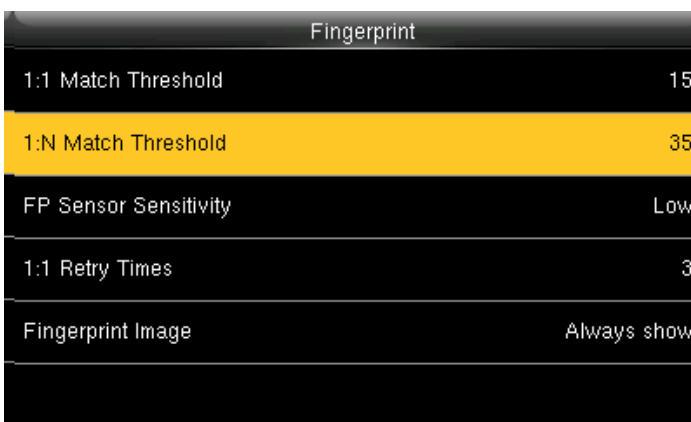 Fingerprint
1:1 Match Threshold 15
1:N Match Threshold 35
FP Sensor Sensitivity Low
1:1 Retry Times 3
Fingerprint Image Always show